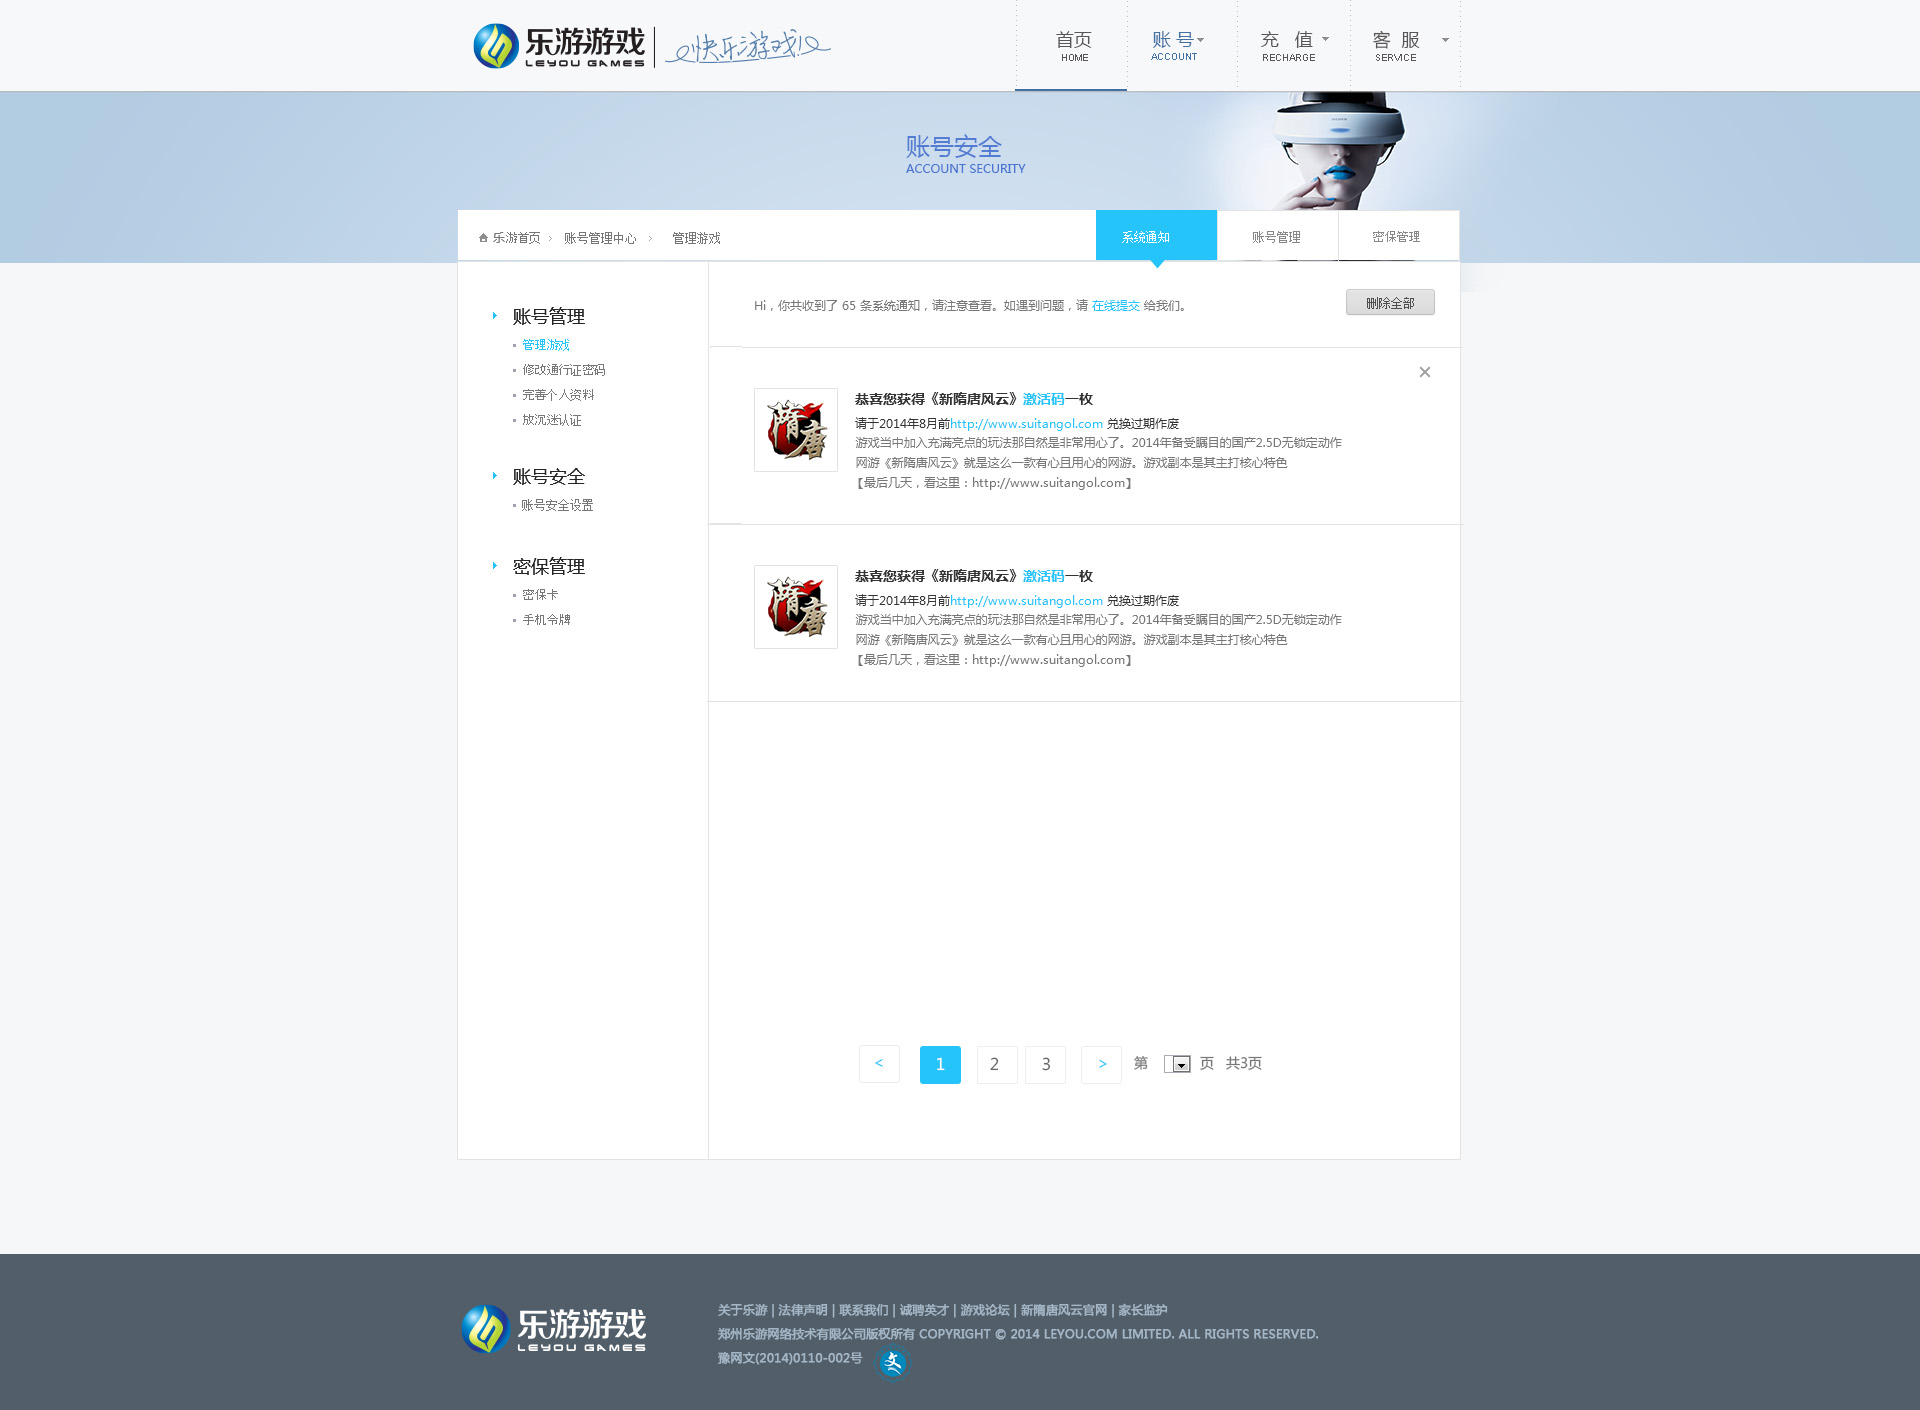 乐游游戏
LEYOU GAMES
快乐游戏!
首页
HOME
账 号
ACCOUNT
充 值
RECHARGE
客 服
SERVICE
账号安全
ACCOUNT SECURITY
乐游首页 > 账号管理中心 > 管理游戏
系统通知
账号管理
密保管理
账号管理
管理游戏
修改通行证密码
完善个人资料
放沉迷认证
账号安全
账号安全设置
密保管理
密保卡
手机令牌
Hi，你共收到了 65 条系统通知，请注意查看。如遇到问题，请 在线提交 给我们。
删除全部
隋唐
恭喜您获得《新隋唐风云》激活码一枚
请于2014年8月前http://www.suitangol.com 兑换过期作废
游戏当中加入充满亮点的玩法那自然是非常用心了。2014年备受瞩目的国产2.5D无锁定动作
网游《新隋唐风云》就是这么一款有心且用心的网游。游戏副本是其主打核心特色
【最后几天，看这里：http://www.suitangol.com】
隋唐
恭喜您获得《新隋唐风云》激活码一枚
请于2014年8月前http://www.suitangol.com 兑换过期作废
游戏当中加入充满亮点的玩法那自然是非常用心了。2014年备受瞩目的国产2.5D无锁定动作
网游《新隋唐风云》就是这么一款有心且用心的网游。游戏副本是其主打核心特色
【最后几天，看这里：http://www.suitangol.com】
< 1 2 3 > 第 页 共3页
乐游游戏
LEYOU GAMES
关于乐游 | 法律声明 | 联系我们 | 诚聘英才 | 游戏论坛 | 新隋唐风云官网 | 家长监护
郑州乐游网络技术有限公司版权所有 COPYRIGHT © 2014 LEYOU.COM LIMITED. ALL RIGHTS RESERVED.
豫网文(2014)0110-002号
文